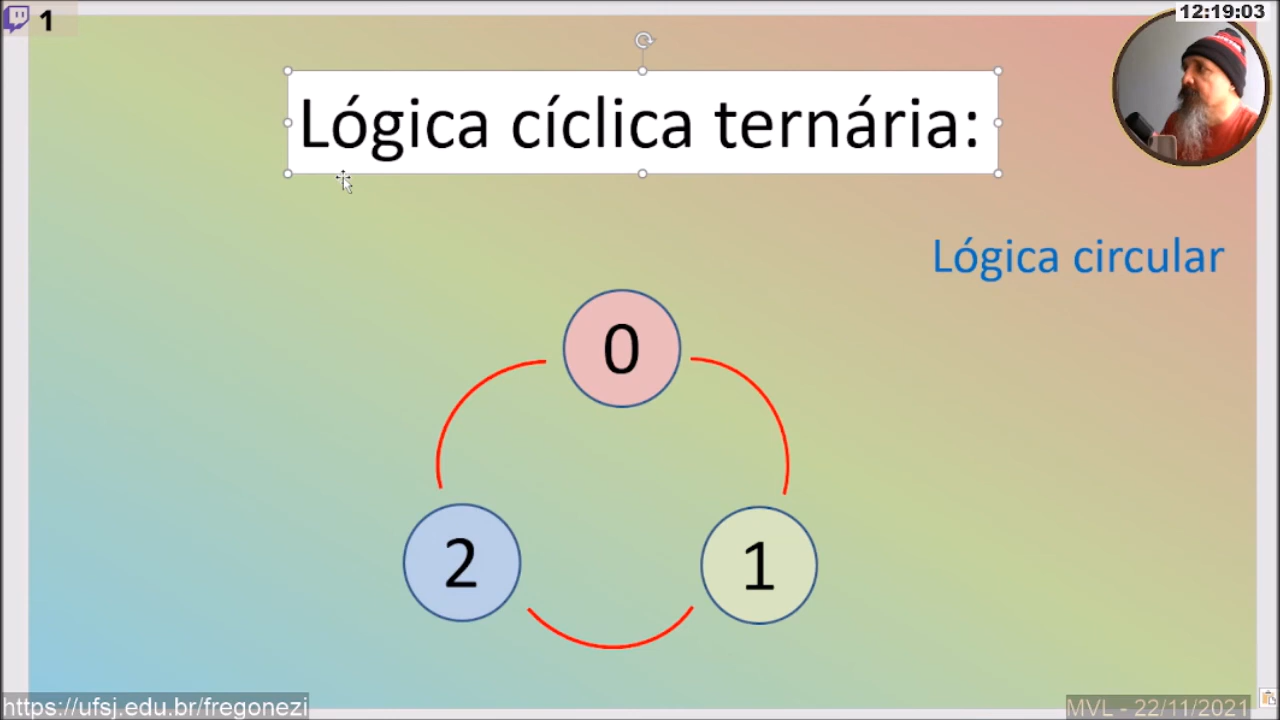 1
12:19:03
Lógica cíclica ternária:
Lógica circular
0
2
1
https://ufsj.edu.br/fregonezi
MVL - 22/11/2021